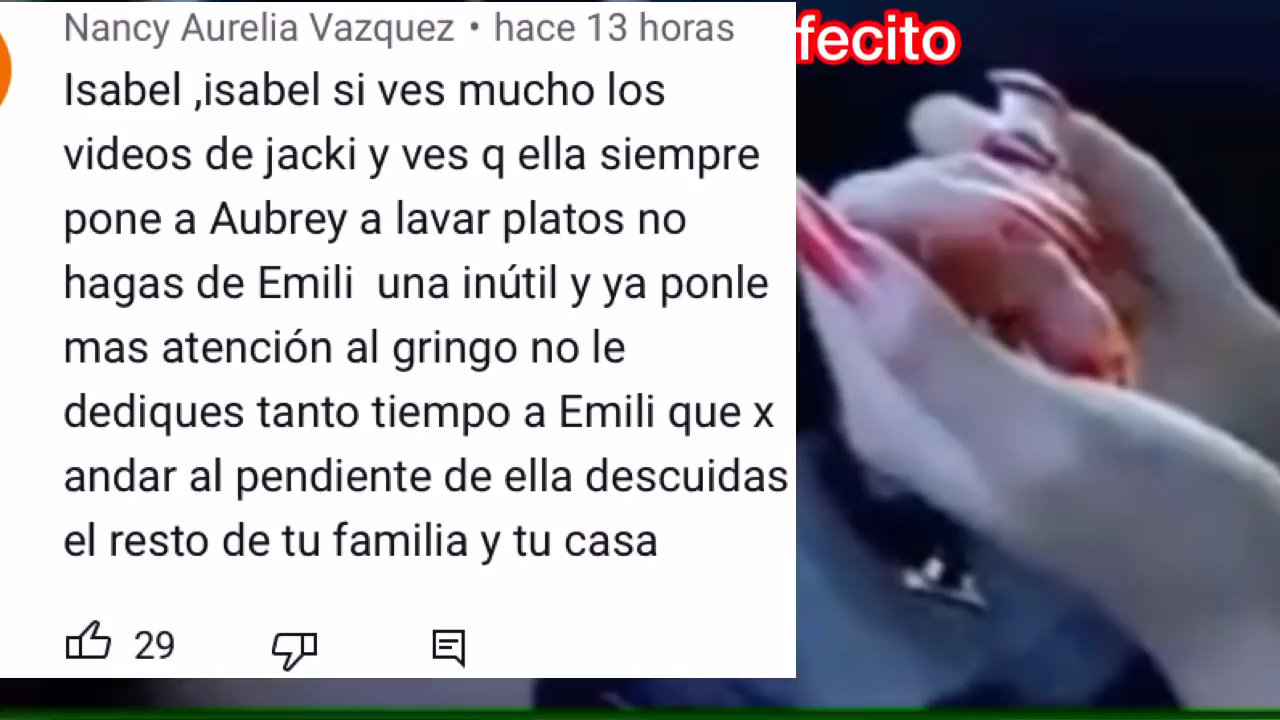 Nancy Aurelia Vazquez • hace 13 horas
fecito
Isabel ,isabel si ves mucho los
videos de jacki y ves q ella siempre
pone a Aubrey a lavar platos no
hagas de Emili una inútil y ya ponle
mas atención al gringo no le
dediques tanto tiempo a Emili que x
andar al pendiente de ella descuidas
el resto de tu familia y tu casa
29